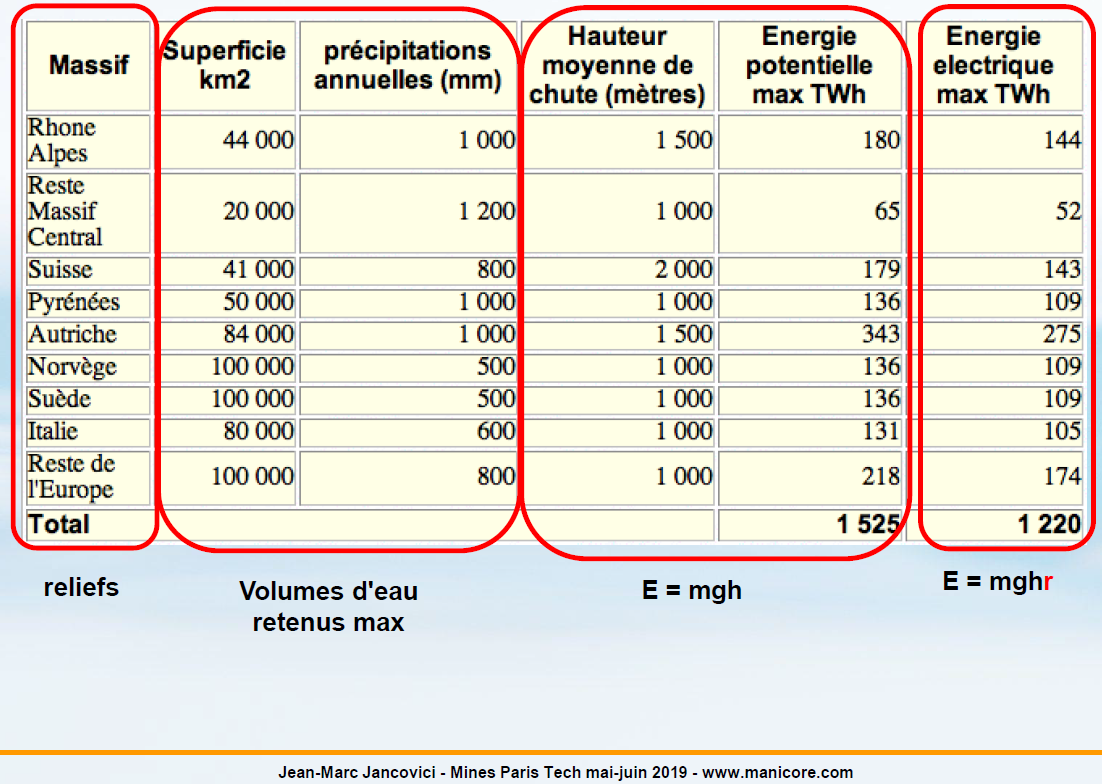 Massif Superficie km2 précipitations annuelles (mm) Hauteur moyenne de chute (mètres) Energie potentielle max TWh Energie electrique max TWh
Rhone Alpes 44 000 1 000 1 500 180 144
Reste Massif Central 20 000 1 200 1 000 65 52
Suisse 41 000 800 2 000 179 143
Pyrénées 50 000 1 000 1 000 136 109
Autriche 84 000 1 000 1 500 343 275
Norvège 100 000 500 1 000 136 109
Suède 100 000 500 1 000 136 109
Italie 80 000 600 1 000 131 105
Reste de l'Europe 100 000 800 1 000 218 174
Total 1 525 1 220
reliefs
Volumes d'eau
retenus max
E = mgh
E = mghr
Jean-Marc Jancovici - Mines Paris Tech mai-juin 2019 - www.manicore.com